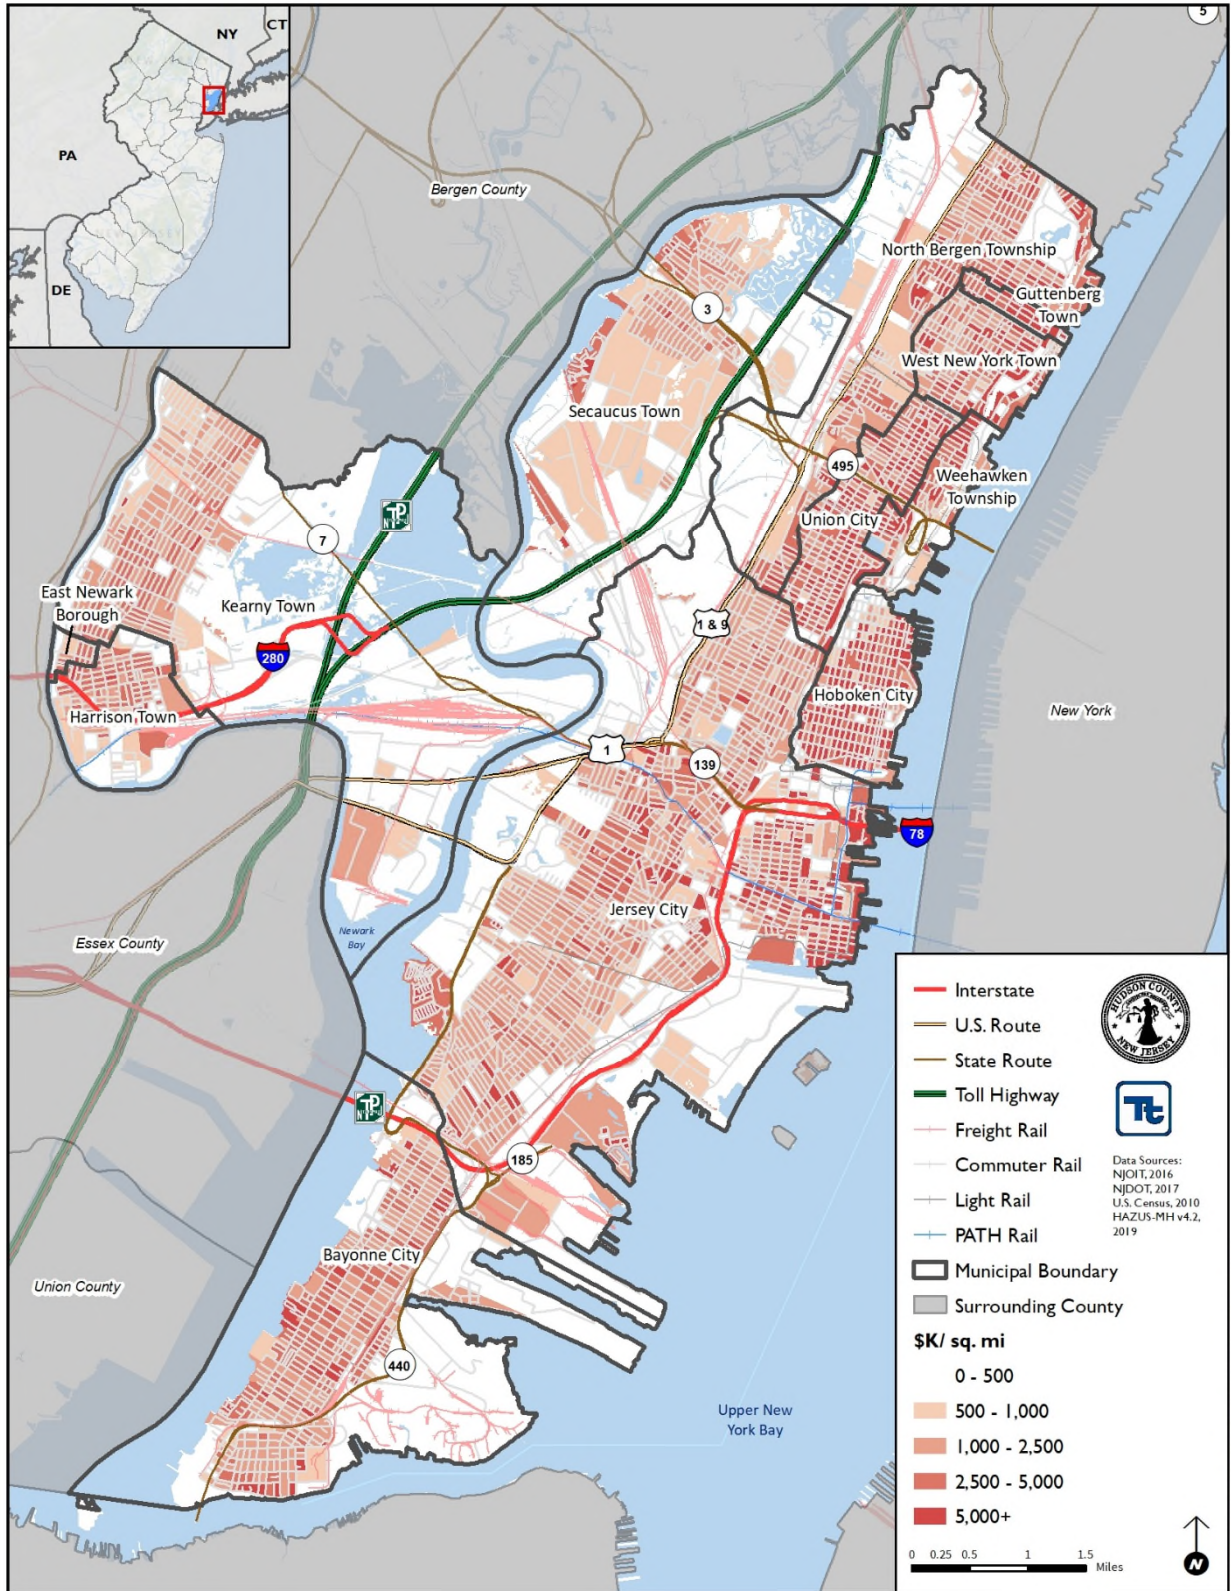 NY
CT
5
PA
DE
NEW JERSEY
Bergen County
North Bergen Township
Guttenberg
Town
3
West New York Town
Secaucus Town
495
Weehawken
Township
Union City
7
East Newark
Borough
Kearny Town
1 & 9
280
Hoboken City
Harrison Town
New York
1
139
78
Jersey City
Newark
Bay
Essex County
185
Bayonne City
Union County
440
Upper New
York Bay
Interstate
U.S. Route
State Route
Toll Highway
Freight Rail
Commuter Rail
Light Rail
PATH Rail
Municipal Boundary
Surrounding County
HUDSON COUNTY
NEW JERSEY
Data Sources:
NJOIT, 2016
NJDOT, 2017
U.S. Census, 2010
HAZUS-MH v4.2,
2019
$K/ sq. mi
0 - 500
500 - 1,000
1,000 - 2,500
2,500 - 5,000
5,000+
0 0.25 0.5 1 1.5
Miles
N